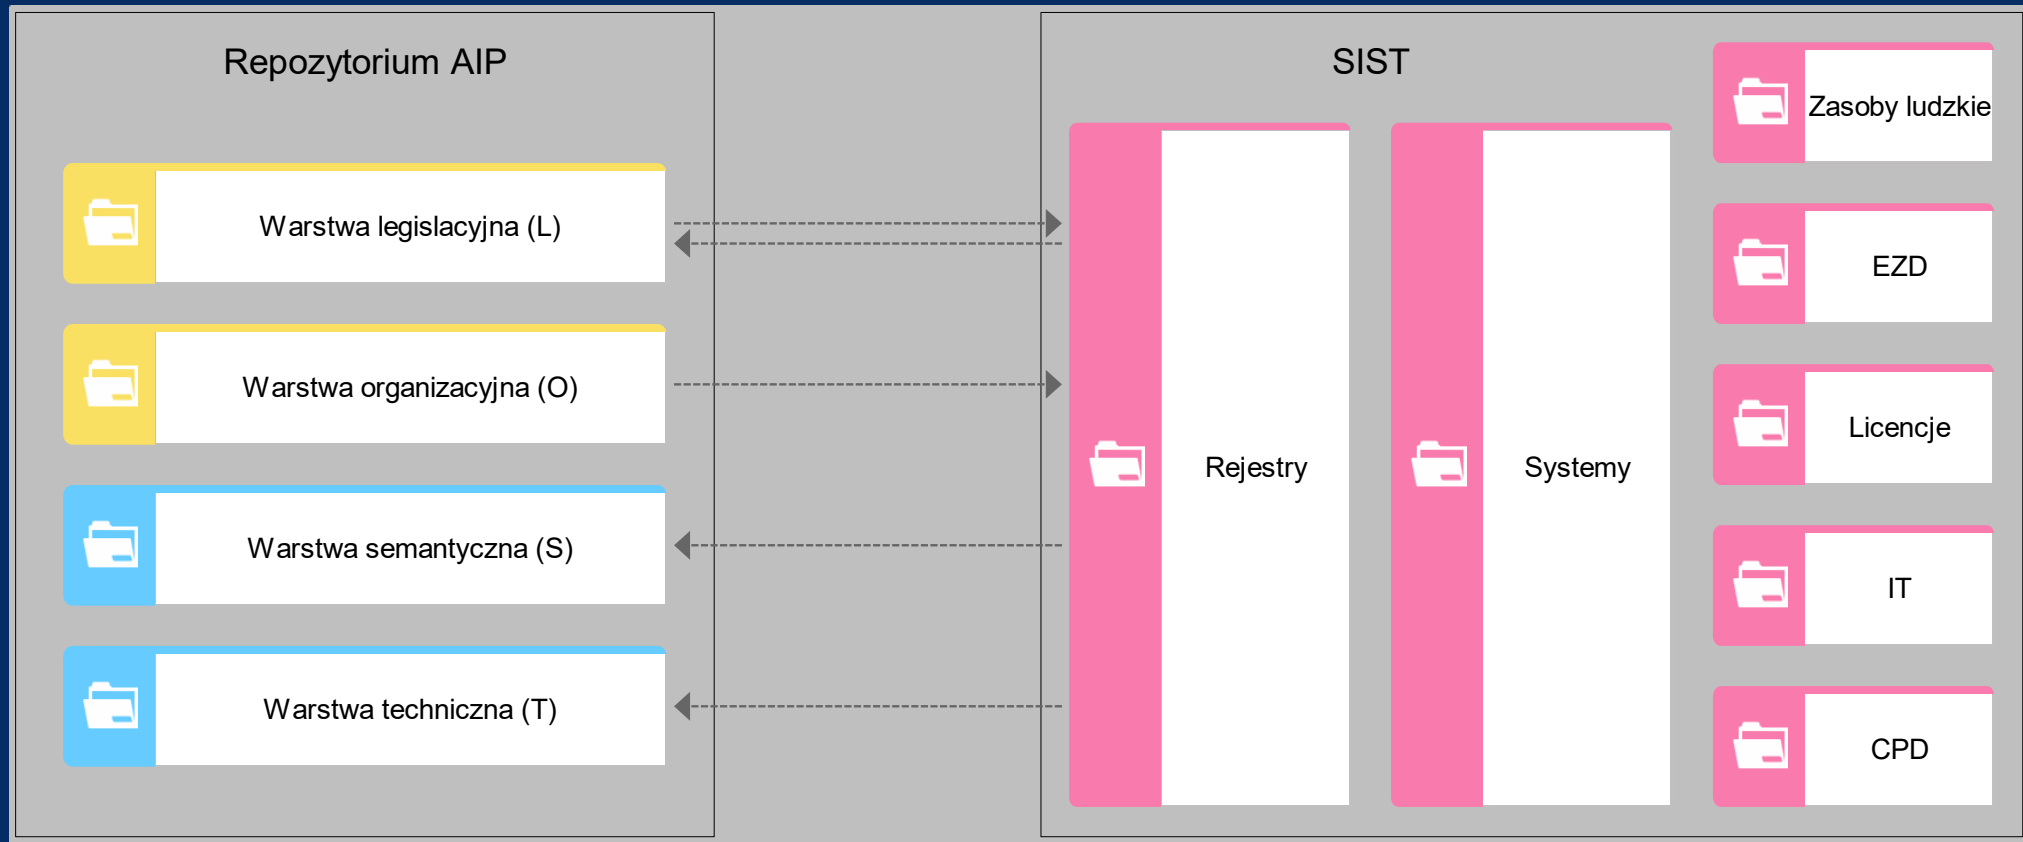 Repozytorium AIP
Warstwa legislacyjna (L)
Warstwa organizacyjna (O)
Warstwa semantyczna (S)
Warstwa techniczna (T)
SIST
Rejestry
Systemy
Zasoby ludzkie
EZD
Licencje
IT
CPD